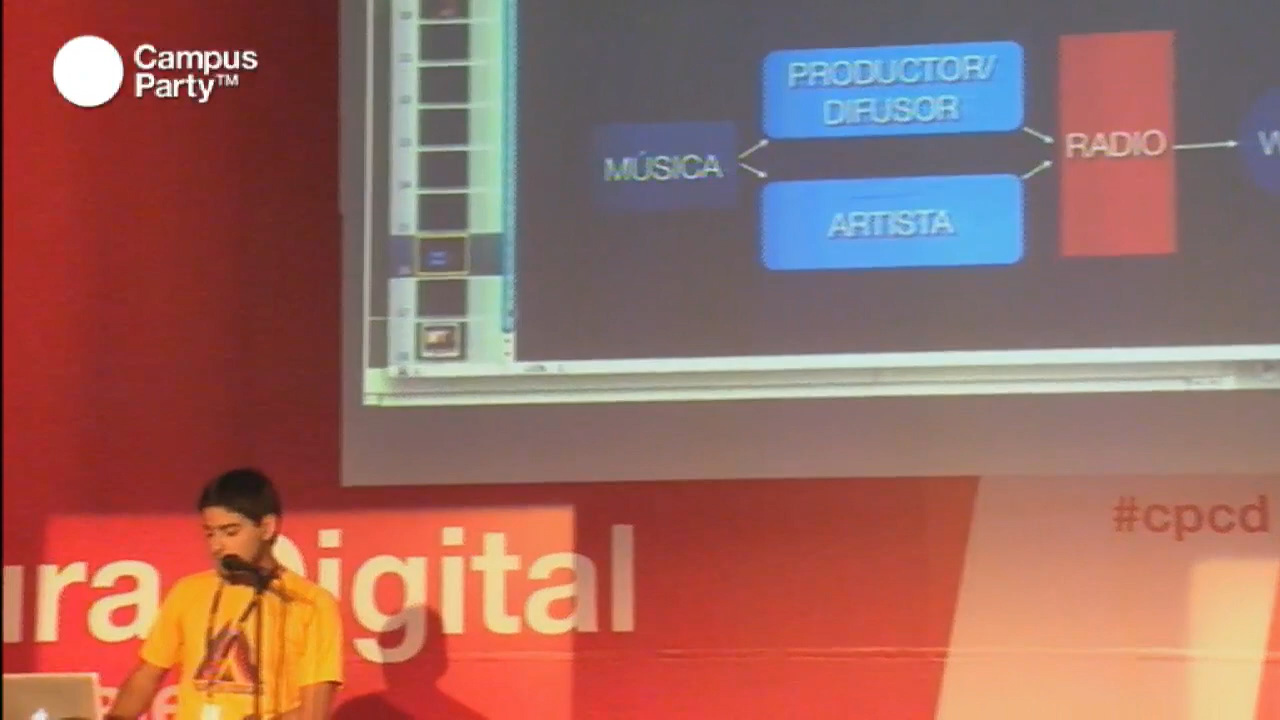 Campus
Party™
PRODUCTOR/
DIFUSOR
MÚSICA
RADIO
W
ARTISTA
#cpcd
ura Digital